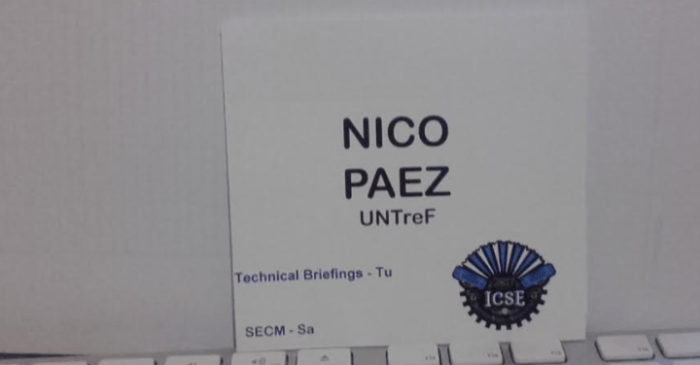 NICO
PAEZ
UNTreF
Technical Briefings - Tu
ICSE
SECM - Sa